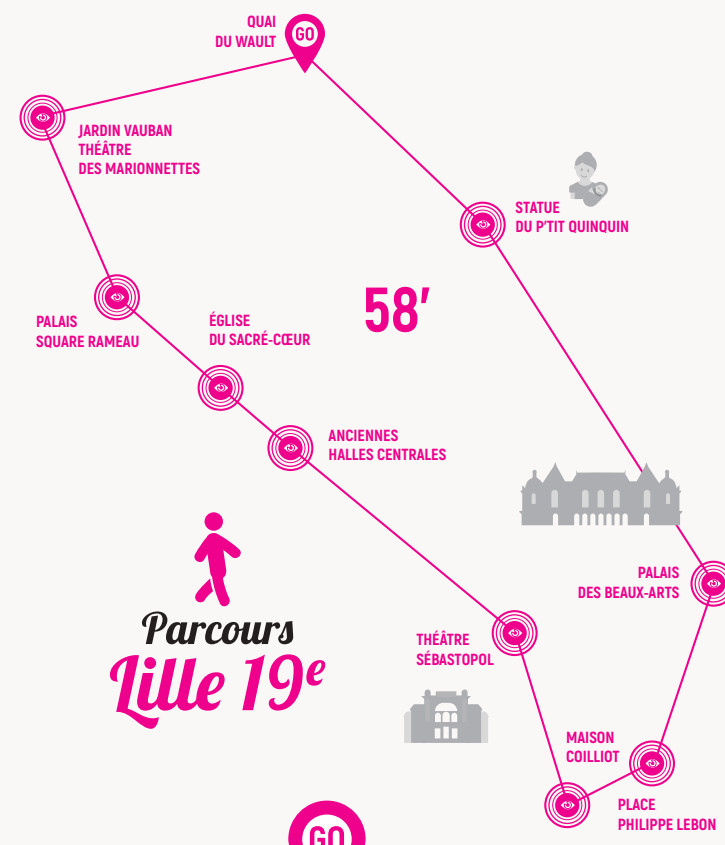 QUAI
DU WAULT
GO
JARDIN VAUBAN
THÉÂTRE
DES MARIONNETTES
STATUE
DU P'TIT QUINQUIN
58'
PALAIS
SQUARE RAMEAU
ÉGLISE
DU SACRÉ-CŒUR
ANCIENNES
HALLES CENTRALES
PALAIS
DES BEAUX-ARTS
Parcours
Lille 19e
THÉÂTRE
SÉBASTOPOL
MAISON
COILLIOT
PLACE
PHILIPPE LEBON
GO